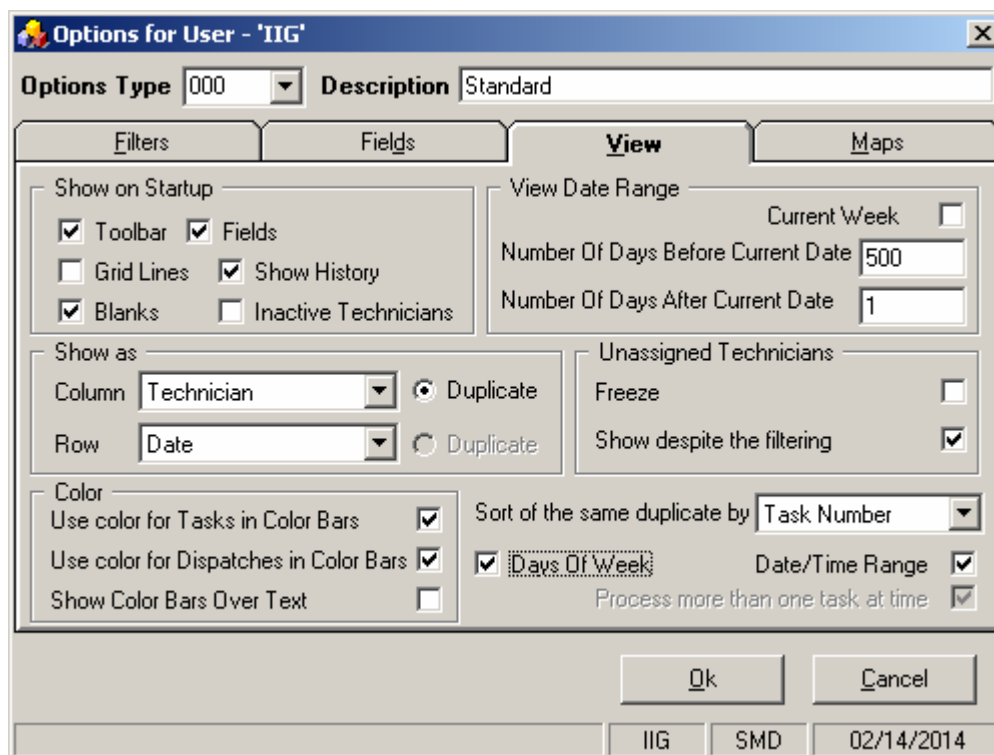 Options for User - 'IIG'
Options Type 000 Description Standard
Filters Fields View Maps
Show on Startup
Toolbar Fields
Grid Lines Show History
Blanks Inactive Technicians
View Date Range
Current Week
Number Of Days Before Current Date 500
Number Of Days After Current Date 1
Show as
Column Technician Duplicate
Row Date Duplicate
Unassigned Technicians
Freeze
Show despite the filtering
Color
Use color for Tasks in Color Bars
Use color for Dispatches in Color Bars
Show Color Bars Over Text
Sort of the same duplicate by Task Number
Days Of Week Date/Time Range
Process more than one task at time
Ok Cancel
IIG SMD 02/14/2014